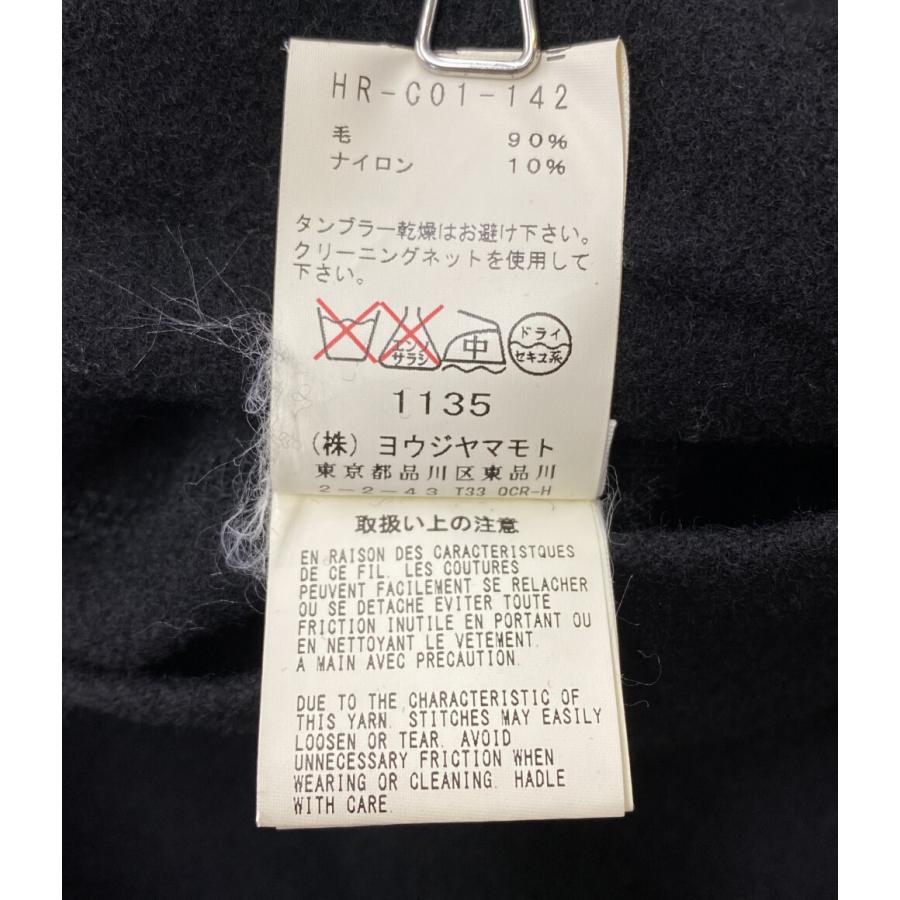 HR-C01-142
毛 90%
ナイロン 10%
タンブラー乾燥はお避け下さい。
クリーニングネットを使用して
下さい。
エンソ
サラシ
中
ドライ
セキユ系
1135
(株) ヨウジヤマモト
東京都品川区東品川
2-2-43 T33 OCR-H
取扱い上の注意
EN RAISON DES CARACTERISTQUES
DE CE FIL. LES COUTURES
PEUVENT FACILEMENT SE RELACHER
OU SE DETACHE EVITER TOUTE
FRICTION INUTILE EN PORTANT OU
EN NETTOYANT LE VETEMENT.
A MAIN AVEC PRECAUTION.
DUE TO THE CHARACTERISTIC OF
THIS YARN. STITCHES MAY EASILY
LOOSEN OR TEAR. AVOID
UNNECESSARY FRICTION WHEN
WEARING OR CLEANING. HADLE
WITH CARE.